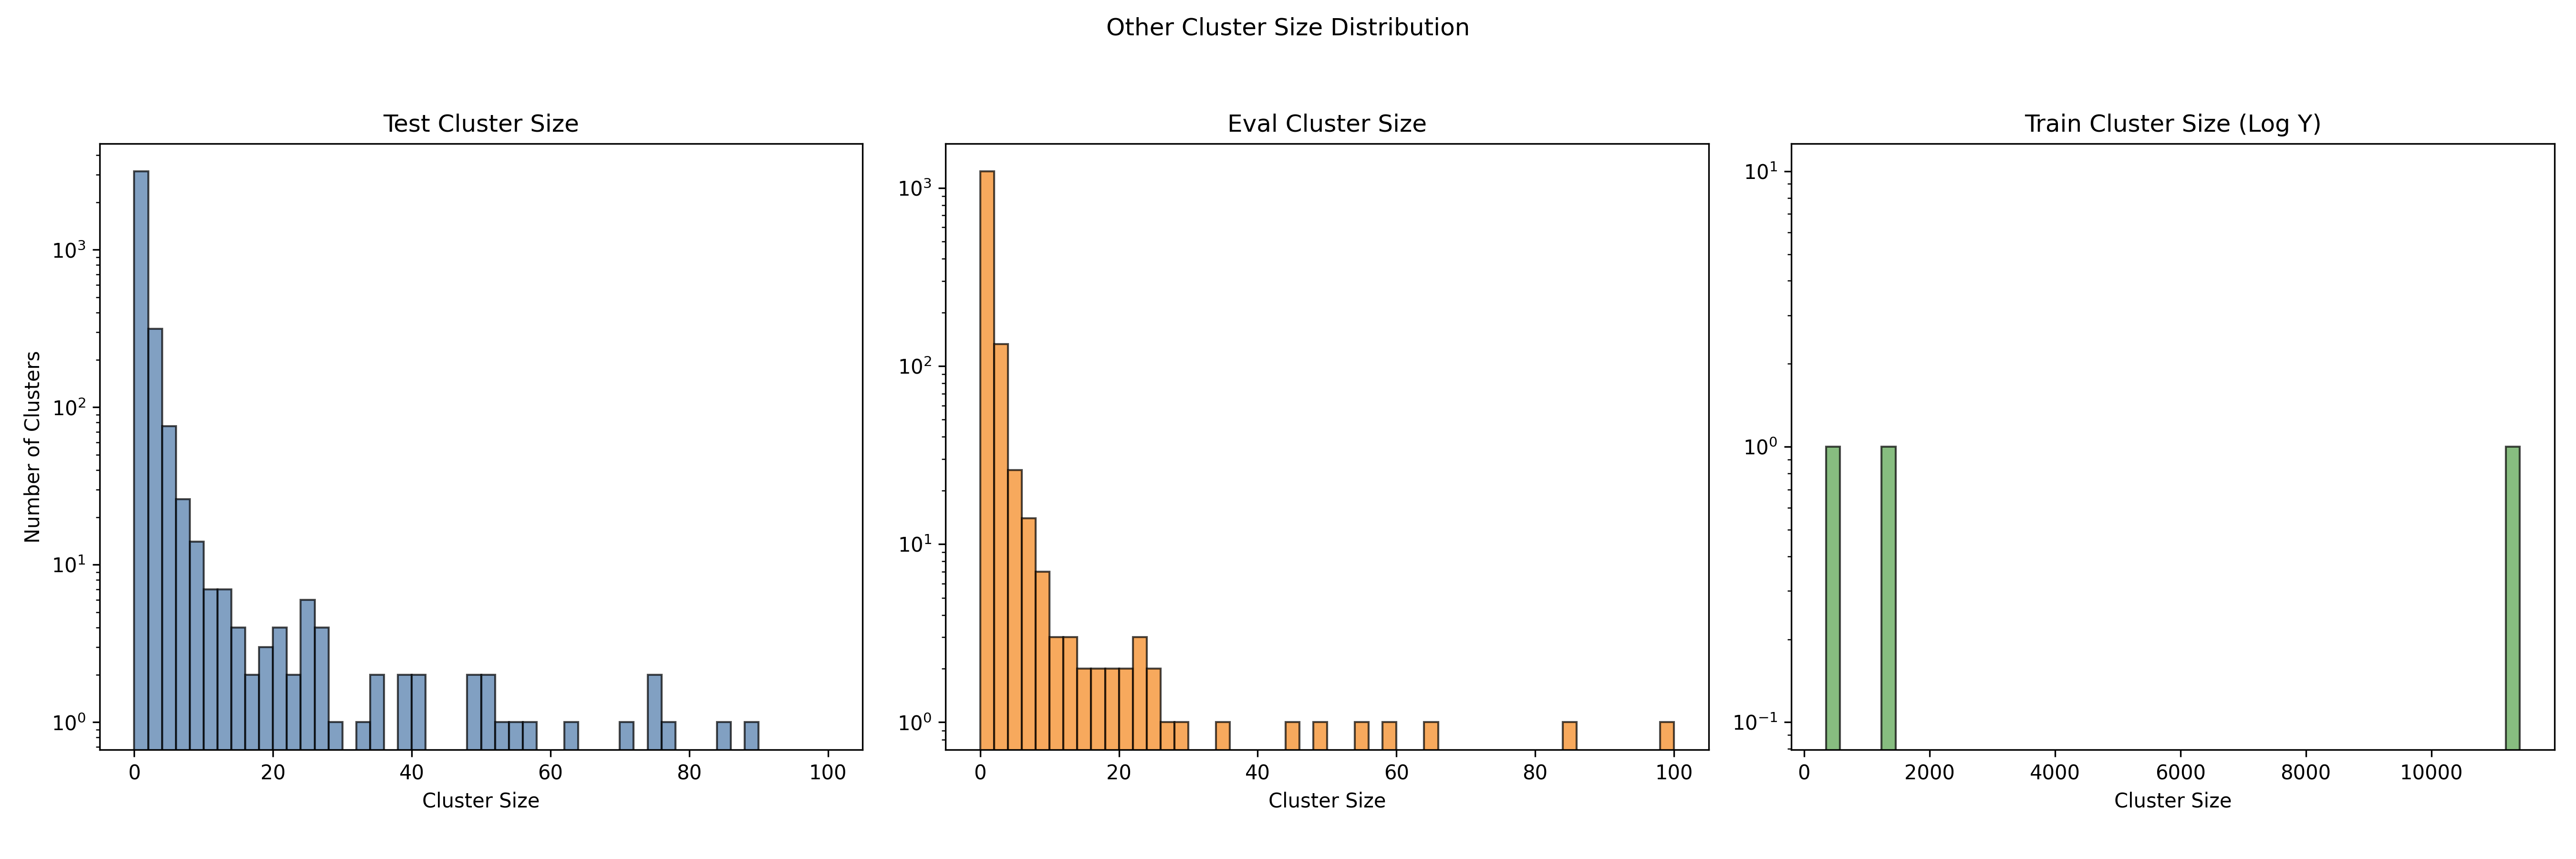 Other Cluster Size Distribution
Test Cluster Size
Eval Cluster Size
Train Cluster Size (Log Y)
Number of Clusters
10³
10²
10¹
10⁰
0 20 40 60 80 100
Cluster Size
10³
10²
10¹
10⁰
0 20 40 60 80 100
Cluster Size
10¹
10⁰
10⁻¹
0 2000 4000 6000 8000 10000
Cluster Size